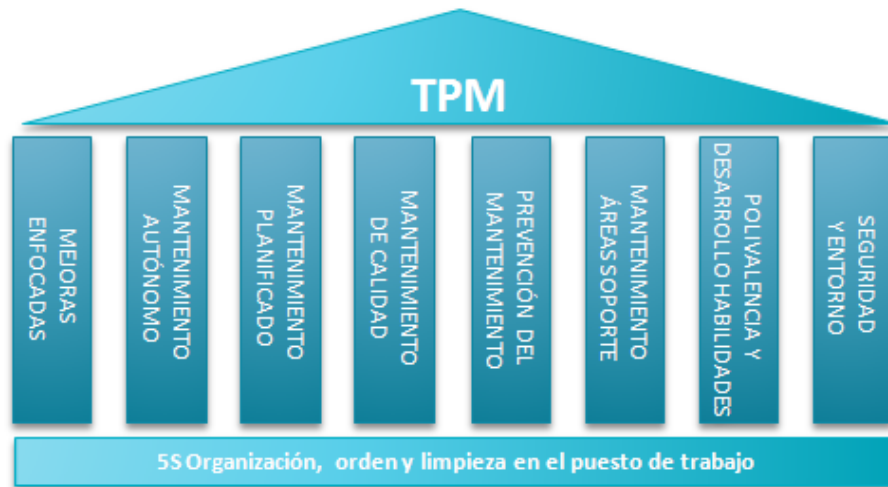 TPM
MEJORAS
ENFOCADAS
MANTENIMIENTO
AUTÓNOMO
MANTENIMIENTO
PLANIFICADO
MANTENIMIENTO
DE CALIDAD
PREVENCIÓN DEL
MANTENIMIENTO
MANTENIMIENTO
ÁREAS SOPORTE
POLIVALENCIA Y
DESARROLLO HABILIDADES
SEGURIDAD
Y ENTORNO
5S Organización, orden y limpieza en el puesto de trabajo